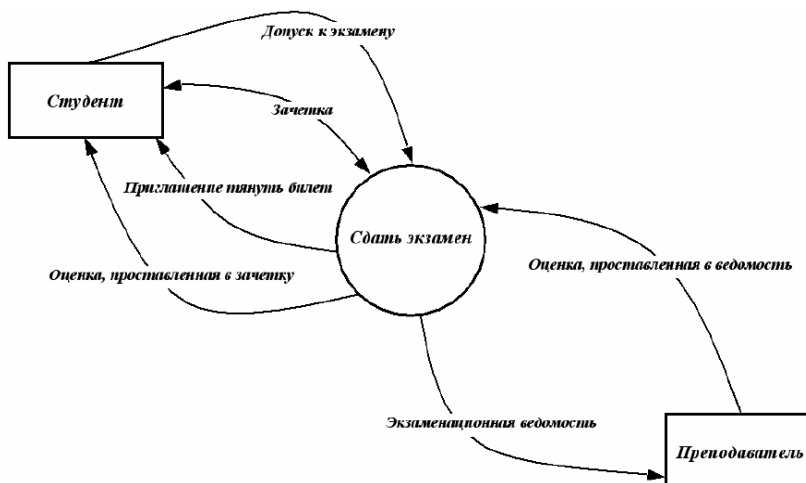 Допуск к экзамену
Студент
Зачетка
Приглашение тянуть билет
Сдать экзамен
Оценка, проставленная в зачетку
Оценка, проставленная в ведомость
Экзаменационная ведомость
Преподаватель